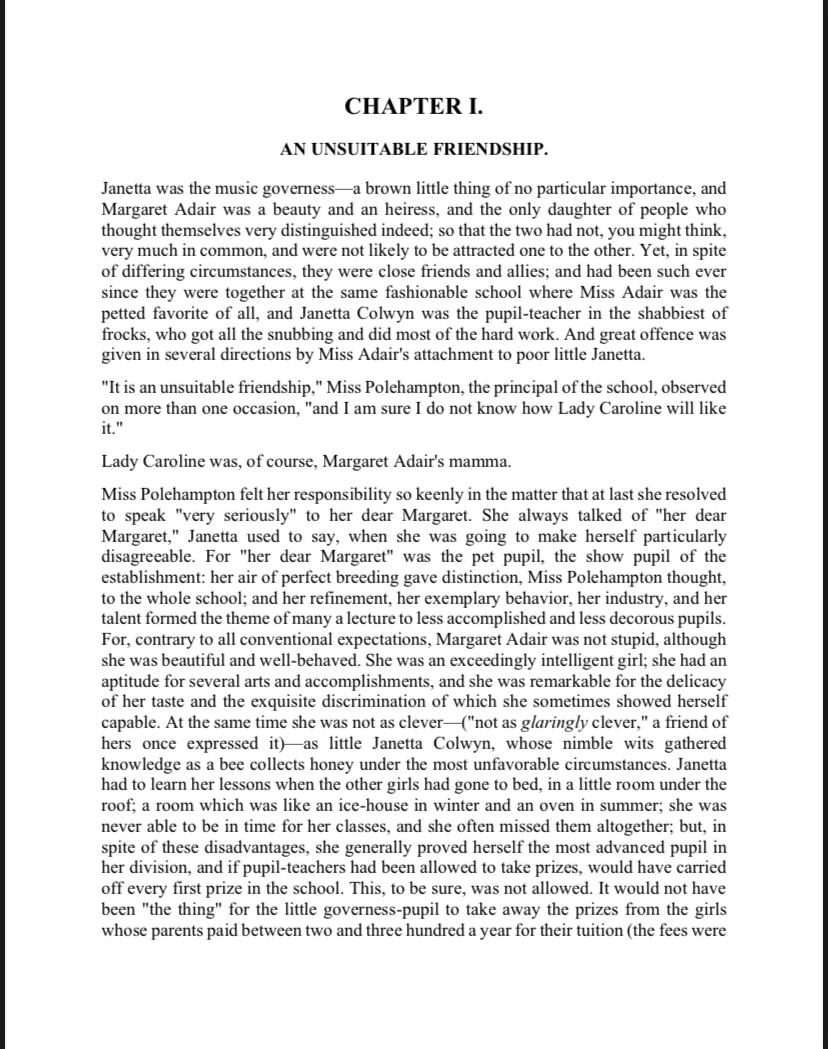 CHAPTER I.
AN UNSUITABLE FRIENDSHIP.
Janetta was the music governess—a brown little thing of no particular importance, and
Margaret Adair was a beauty and an heiress, and the only daughter of people who
thought themselves very distinguished indeed; so that the two had not, you might think,
very much in common, and were not likely to be attracted one to the other. Yet, in spite
of differing circumstances, they were close friends and allies; and had been such ever
since they were together at the same fashionable school where Miss Adair was the
petted favorite of all, and Janetta Colwyn was the pupil-teacher in the shabbiest of
frocks, who got all the snubbing and did most of the hard work. And great offence was
given in several directions by Miss Adair's attachment to poor little Janetta.
"It is an unsuitable friendship," Miss Polehampton, the principal of the school, observed
on more than one occasion, "and I am sure I do not know how Lady Caroline will like
it."
Lady Caroline was, of course, Margaret Adair's mamma.
Miss Polehampton felt her responsibility so keenly in the matter that at last she resolved
to speak "very seriously" to her dear Margaret. She always talked of "her dear
Margaret," Janetta used to say, when she was going to make herself particularly
disagreeable. For "her dear Margaret" was the pet pupil, the show pupil of the
establishment: her air of perfect breeding gave distinction, Miss Polehampton thought,
to the whole school; and her refinement, her exemplary behavior, her industry, and her
talent formed the theme of many a lecture to less accomplished and less decorous pupils.
For, contrary to all conventional expectations, Margaret Adair was not stupid, although
she was beautiful and well-behaved. She was an exceedingly intelligent girl; she had an
aptitude for several arts and accomplishments, and she was remarkable for the delicacy
of her taste and the exquisite discrimination of which she sometimes showed herself
capable. At the same time she was not as clever—("not as glaringly clever," a friend of
hers once expressed it)—as little Janetta Colwyn, whose nimble wits gathered
knowledge as a bee collects honey under the most unfavorable circumstances. Janetta
had to learn her lessons when the other girls had gone to bed, in a little room under the
roof; a room which was like an ice-house in winter and an oven in summer; she was
never able to be in time for her classes, and she often missed them altogether; but, in
spite of these disadvantages, she generally proved herself the most advanced pupil in
her division, and if pupil-teachers had been allowed to take prizes, would have carried
off every first prize in the school. This, to be sure, was not allowed. It would not have
been "the thing" for the little governess-pupil to take away the prizes from the girls
whose parents paid between two and three hundred a year for their tuition (the fees were